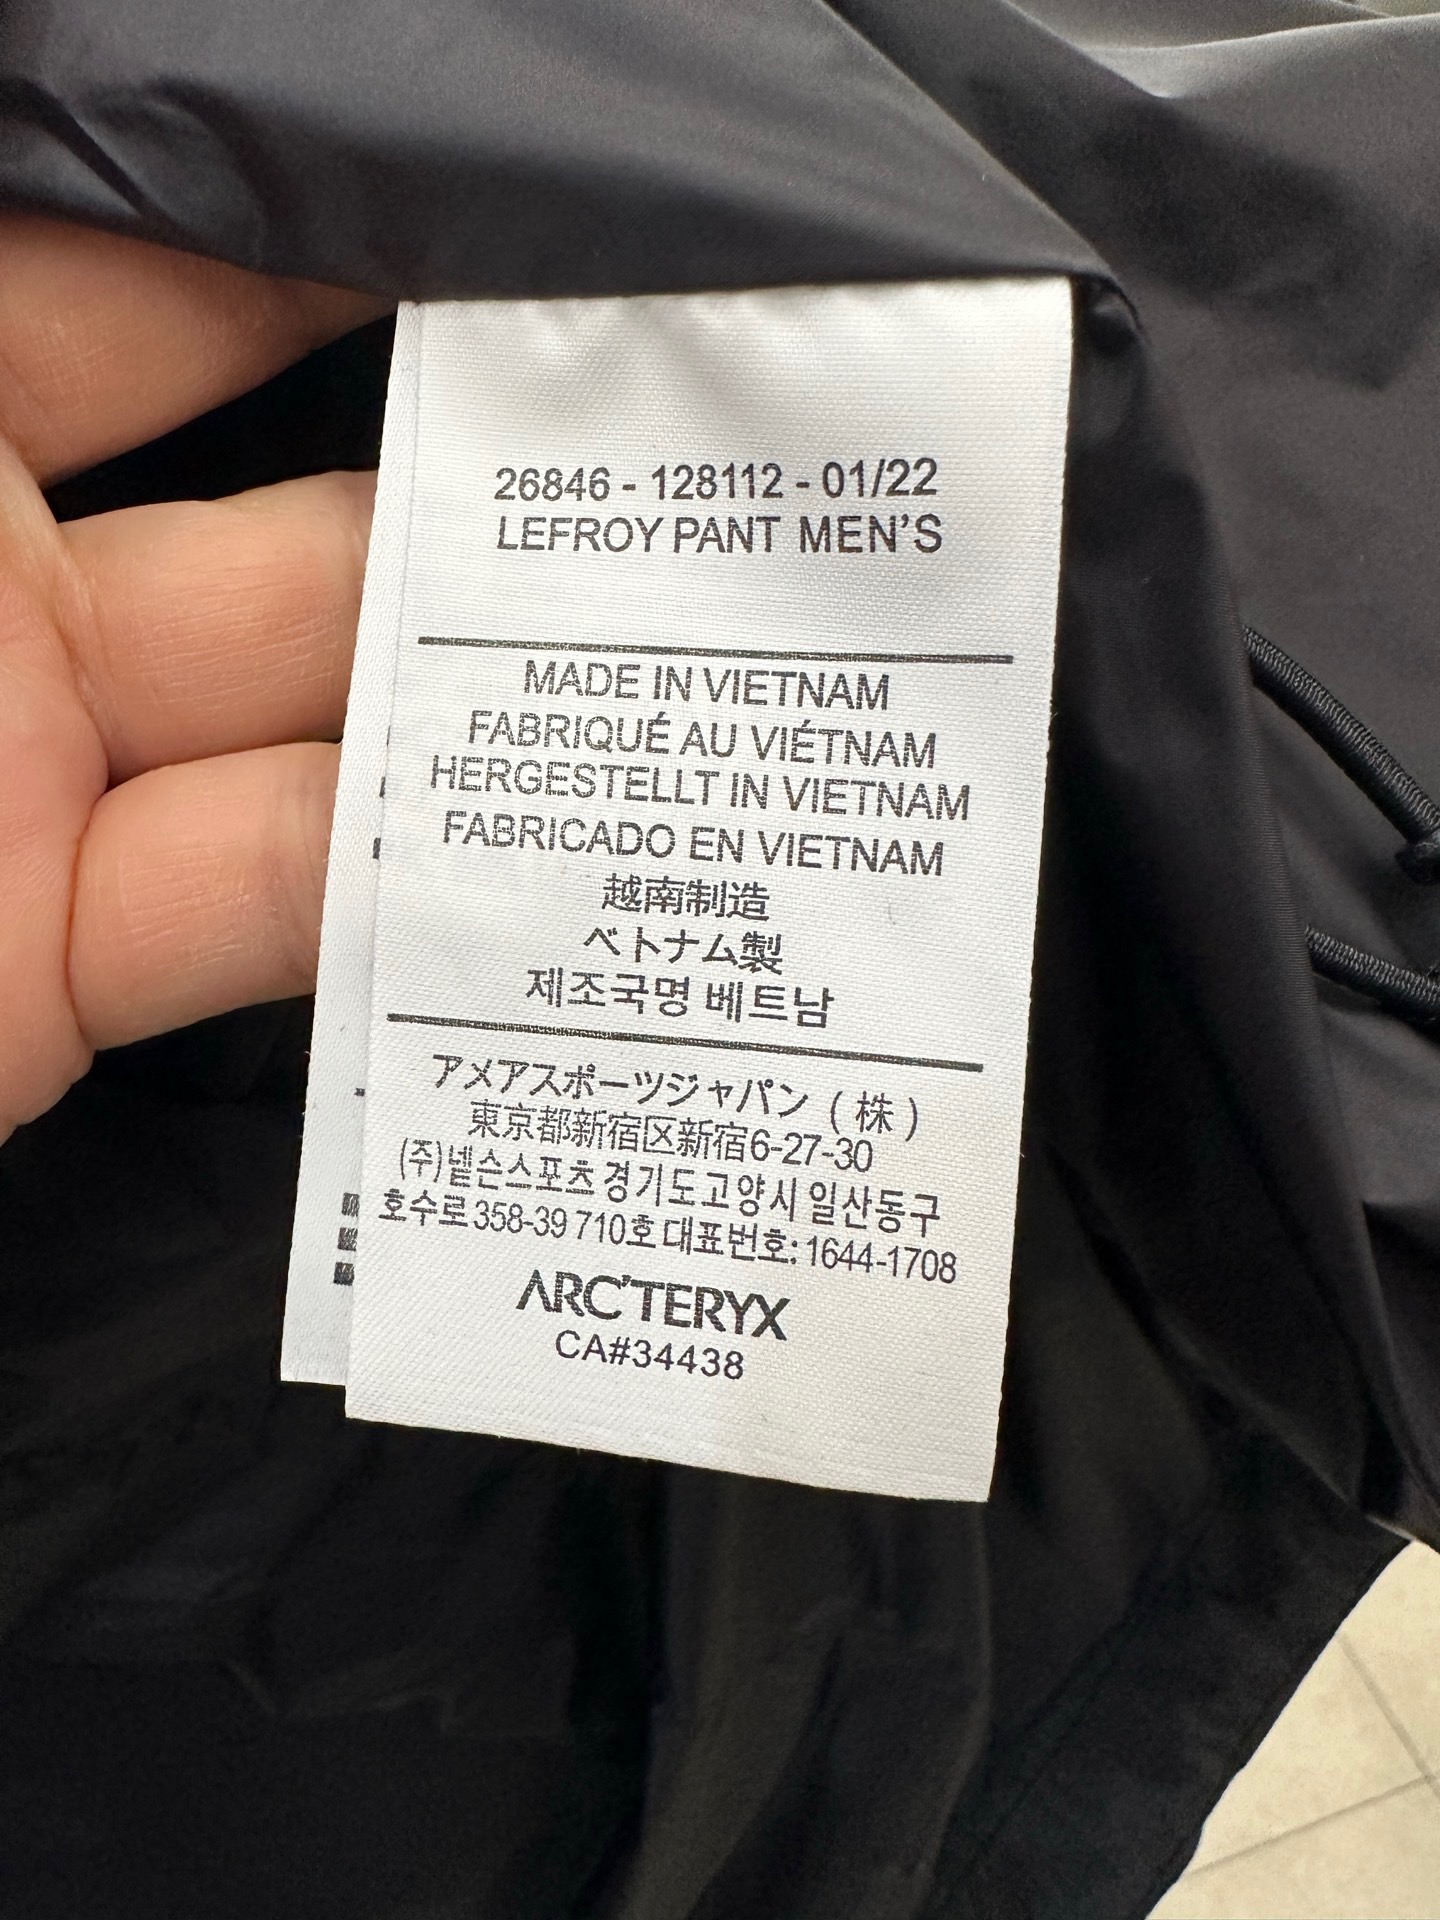 26846 - 128112 - 01/22
LEFROY PANT MEN'S
MADE IN VIETNAM
FABRIQUÉ AU VIÉTNAM
HERGESTELLT IN VIETNAM
FABRICADO EN VIETNAM
越南制造
ベトナム製
제조국명 베트남
アメアスポーツジャパン (株)
東京都新宿区新宿6-27-30
(주)넬슨스포츠 경기도고양시 일산동구
호수로 358-39 710호 대표번호: 1644-1708
ARC'TERYX
CA#34438